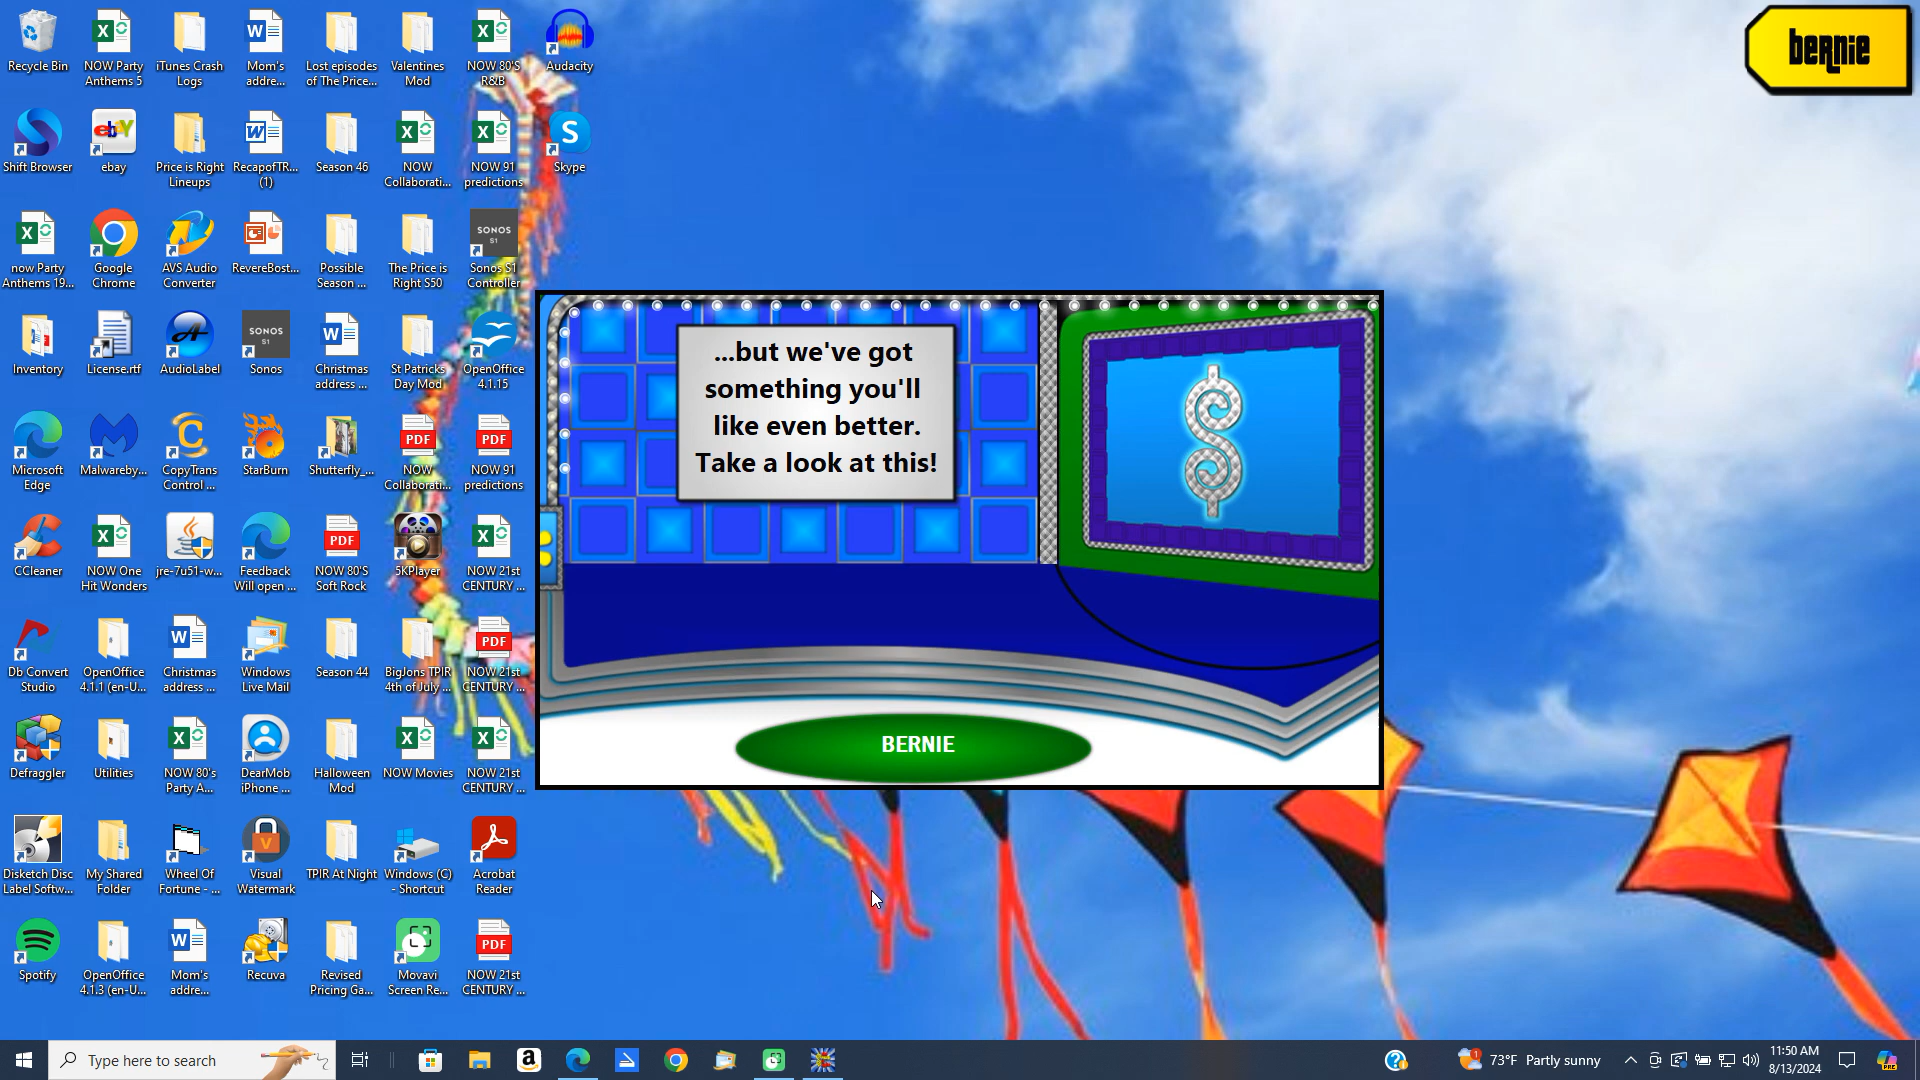 Recycle Bin
NOW Party
Anthems 5
iTunes Crash
Logs
Mom's
addre...
Lost episodes
of The Price...
Valentines
Mod
NOW 80'S
R&B
Audacity
bernie
Shift Browser
ebay
ebay
Price is Right
Lineups
RecapofTR...
(1)
Season 46
NOW
Collaborati...
NOW 91
predictions
Skype
now Party
Anthems 19...
Google
Chrome
AVS Audio
Converter
RevereBost...
Possible
Season ...
The Price is
Right S50
SONOS
S1
Sonos S1
Controller
Inventory
License.rtf
AudioLabel
SONOS
S1
Sonos
Christmas
address ...
St Patricks
Day Mod
OpenOffice
4.1.15
...but we've got
something you'll
like even better.
Take a look at this!
Microsoft
Edge
Malwareby...
CopyTrans
Control ...
StarBurn
Shutterfly_...
PDF
NOW
Collaborati...
PDF
NOW 91
predictions
CCleaner
NOW One
Hit Wonders
jre-7u51-w...
Feedback
Will open ...
PDF
NOW 80'S
Soft Rock
5KPlayer
NOW 21st
CENTURY ...
Db Convert
Studio
OpenOffice
4.1.1 (en-U...
Christmas
address ...
Windows
Live Mail
Season 44
BigJons TPIR
4th of July ...
PDF
NOW 21st
CENTURY ...
BERNIE
Defraggler
Utilities
NOW 80's
Party A...
DearMob
iPhone ...
Halloween
Mod
NOW Movies
NOW 21st
CENTURY ...
Disketch Disc
Label Softw...
My Shared
Folder
Wheel Of
Fortune - ...
Visual
Watermark
TPIR At Night
Windows (C)
- Shortcut
Acrobat
Reader
Spotify
OpenOffice
4.1.3 (en-U...
Mom's
addre...
Recuva
Revised
Pricing Ga...
Movavi
Screen Re...
PDF
NOW 21st
CENTURY ...
Type here to search
73°F Partly sunny
11:50 AM
8/13/2024